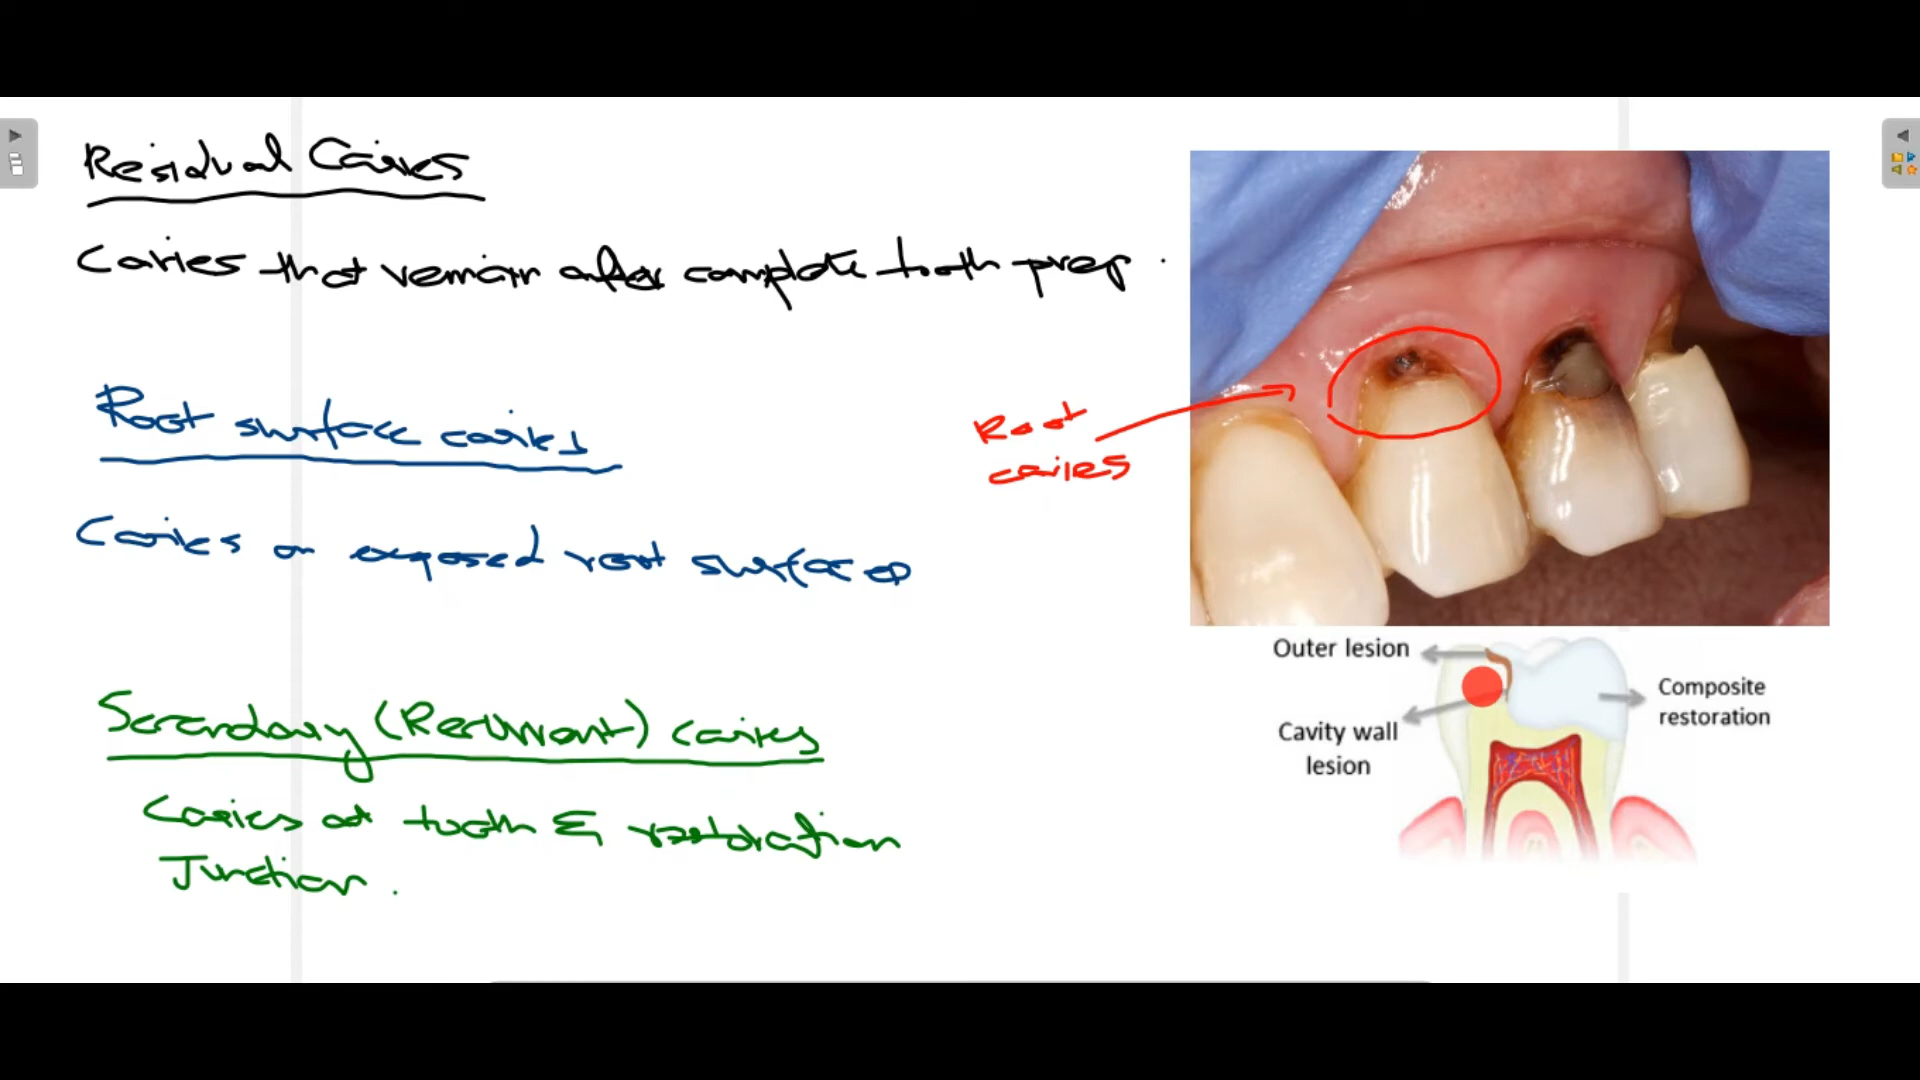 Residual Caries
Caries that remain after complete tooth prep.
Root surface caries
Caries on exposed root surface
Root
caries
Secondary (Recurrent) caries
Caries at tooth & restoration
Junction.
Outer lesion
Cavity wall
lesion
Composite
restoration